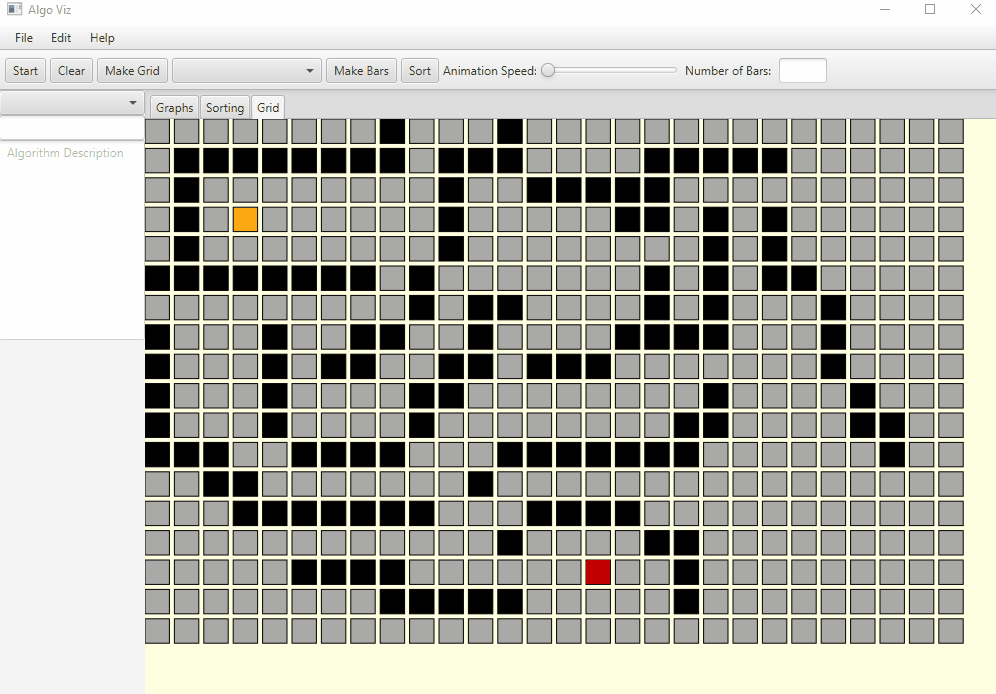 Algo Viz
File Edit Help
Start Clear Make Grid Make Bars Sort Animation Speed: Number of Bars:
Graphs Sorting Grid
Algorithm Description